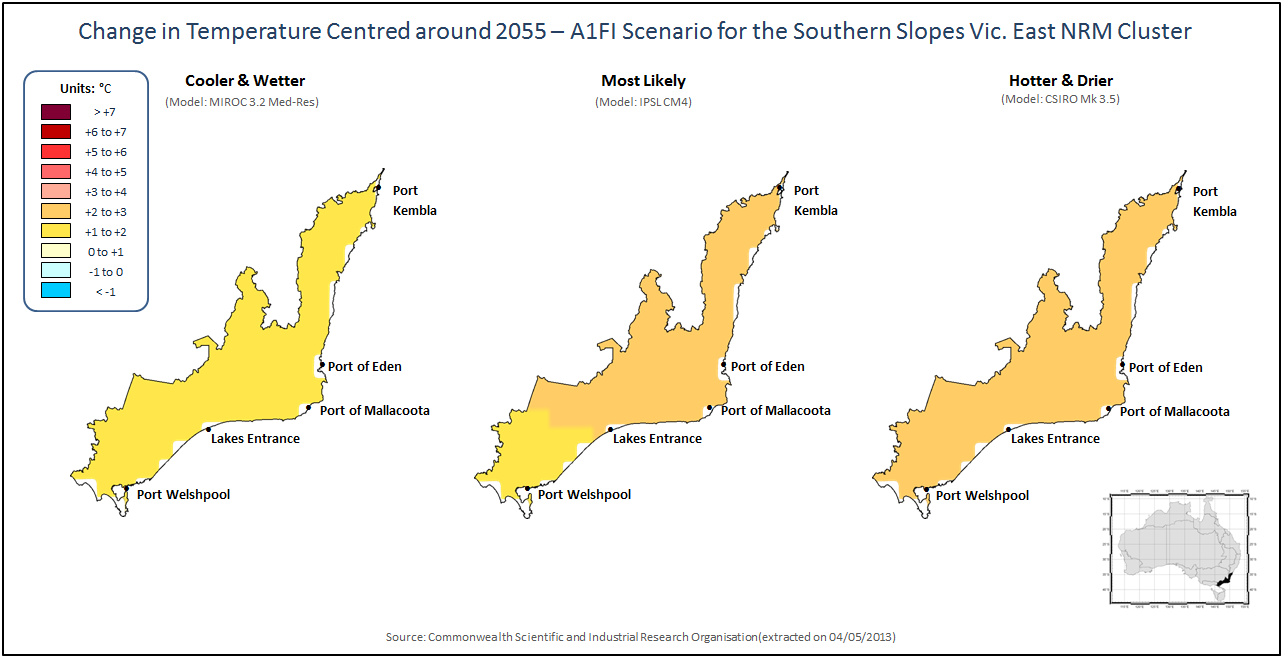 Change in Temperature Centred around 2055 – A1FI Scenario for the Southern Slopes Vic. East NRM Cluster
Units: °C
> +7
+6 to +7
+5 to +6
+4 to +5
+3 to +4
+2 to +3
+1 to +2
0 to +1
-1 to 0
< -1
Cooler & Wetter
(Model: MIROC 3.2 Med-Res)
Port
Kembla
Port of Eden
Port of Mallacoota
Lakes Entrance
Port Welshpool
Most Likely
(Model: IPSL CM4)
Port
Kembla
Port of Eden
Port of Mallacoota
Lakes Entrance
Port Welshpool
Hotter & Drier
(Model: CSIRO Mk 3.5)
Port
Kembla
Port of Eden
Port of Mallacoota
Lakes Entrance
Port Welshpool
Source: Commonwealth Scientific and Industrial Research Organisation(extracted on 04/05/2013)